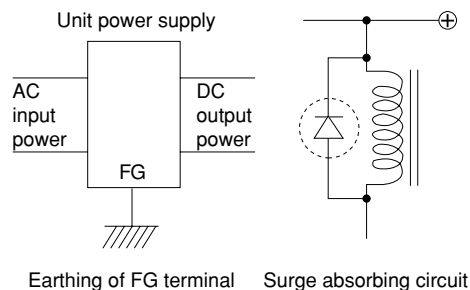 Unit power supply
AC
input
power
DC
output
power
FG
Earthing of FG terminal
Surge absorbing circuit